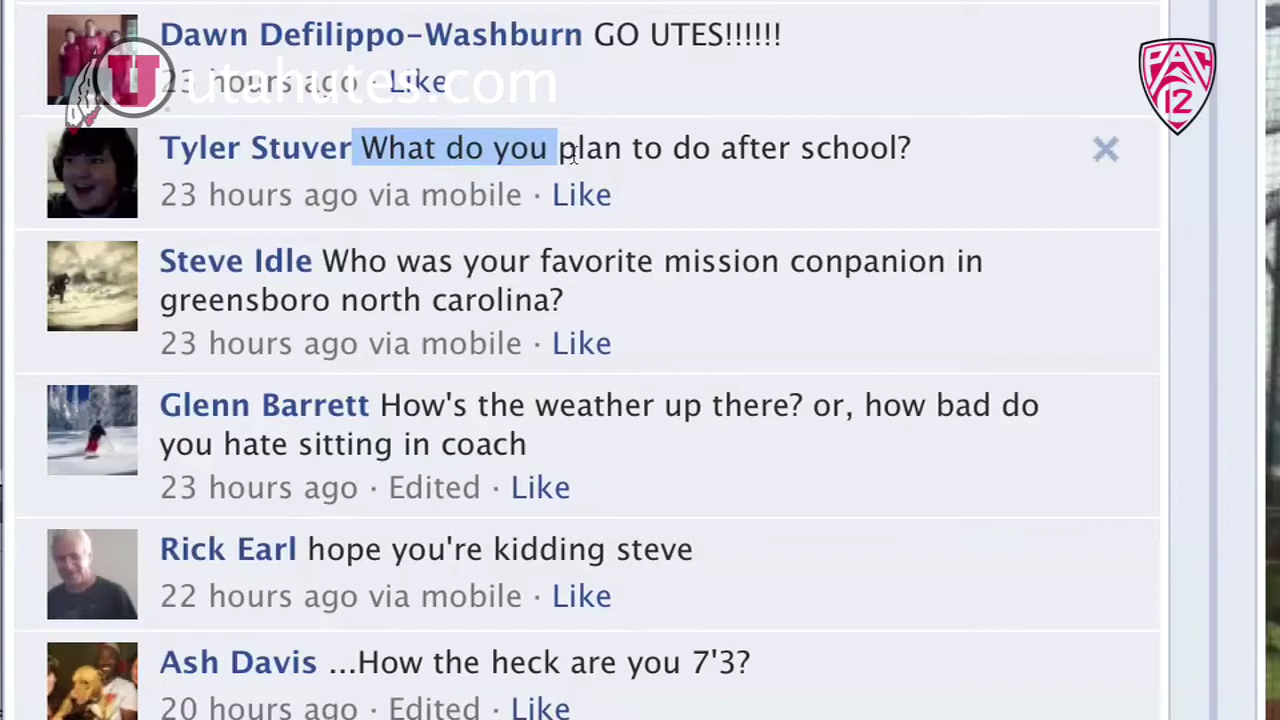 Dawn Defilippo-Washburn GO UTES!!!!!!
23 hours ago · Like
U utahutes.com
PAC
12
Tyler Stuver What do you plan to do after school?
23 hours ago via mobile · Like
Steve Idle Who was your favorite mission conpanion in
greensboro north carolina?
23 hours ago via mobile · Like
Glenn Barrett How's the weather up there? or, how bad do
you hate sitting in coach
23 hours ago · Edited · Like
Rick Earl hope you're kidding steve
22 hours ago via mobile · Like
Ash Davis ...How the heck are you 7'3?
20 hours ago · Edited · Like